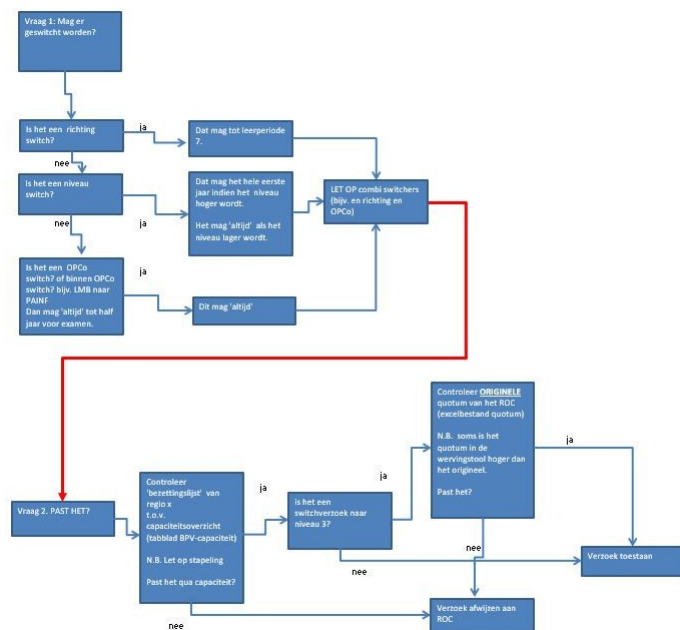 Vraag 1: Mag er
geswitcht worden?
Is het een richting
switch?
ja
Dat mag tot leerperiode
7.
nee
Is het een niveau
switch?
ja
Dat mag het hele eerste
jaar indien het niveau
hoger wordt.
Het mag 'altijd' als het
niveau lager wordt.
LET OP combi switchers
(bijv. en richting en
OPCo)
nee
Is het een OPCo
switch? of binnen OPCo
switch? bijv. LMB naar
PAINF
Dan mag 'altijd' tot half
jaar voor examen.
ja
Dit mag 'altijd'
Vraag 2. PAST HET?
Controleer
'bezettingslijst' van
regio x
t.o.v.
capaciteitsoverzicht
(tabblad BPV-capaciteit)
N.B. Let op stapeling
Past het qua capaciteit?
ja
nee
is het een
switchverzoek naar
niveau 3?
ja
nee
Controleer ORIGINELE
quotum van het ROC
(excelbestand quotum)
N.B. soms is het
quotum in de
wervingstool hoger dan
het origineel.
Past het?
ja
nee
Verzoek toestaan
Verzoek afwijzen aan
ROC